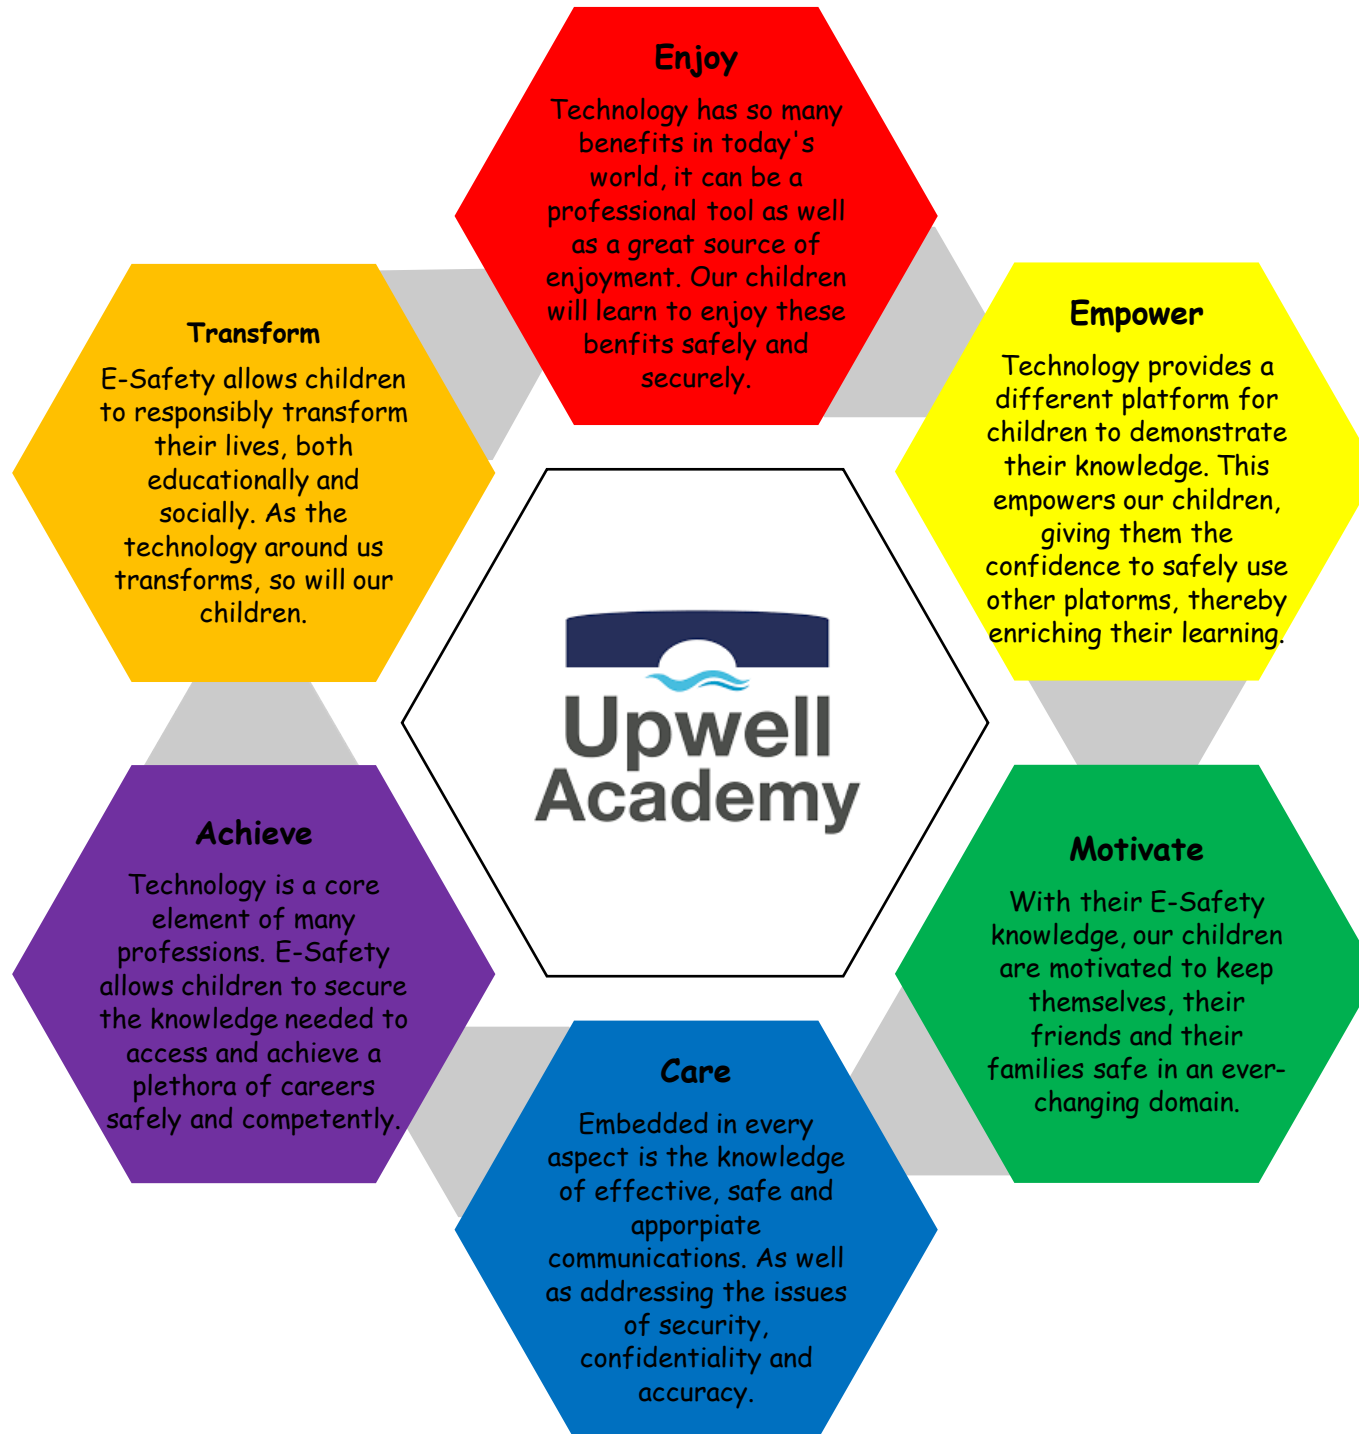 Enjoy
Technology has so many
benefits in today's
world, it can be a
professional tool as well
as a great source of
enjoyment. Our children
will learn to enjoy these
benfits safely and
securely.
Empower
Technology provides a
different platform for
children to demonstrate
their knowledge. This
empowers our children,
giving them the
confidence to safely use
other platorms, thereby
enriching their learning.
Motivate
With their E-Safety
knowledge, our children
are motivated to keep
themselves, their
friends and their
families safe in an ever-
changing domain.
Care
Embedded in every
aspect is the knowledge
of effective, safe and
apporpiate
communications. As well
as addressing the issues
of security,
confidentiality and
accuracy.
Achieve
Technology is a core
element of many
professions. E-Safety
allows children to secure
the knowledge needed to
access and achieve a
plethora of careers
safely and competently.
Transform
E-Safety allows children
to responsibly transform
their lives, both
educationally and
socially. As the
technology around us
transforms, so will our
children.
Upwell
Academy